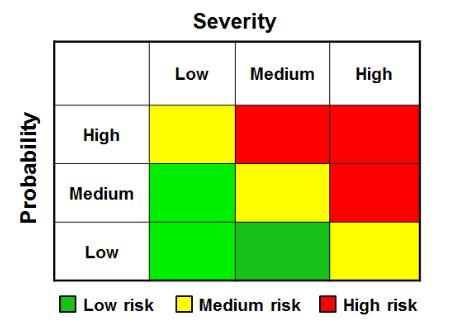 Severity
Low Medium High
Probability
High
Medium
Low
Low risk Medium risk High risk